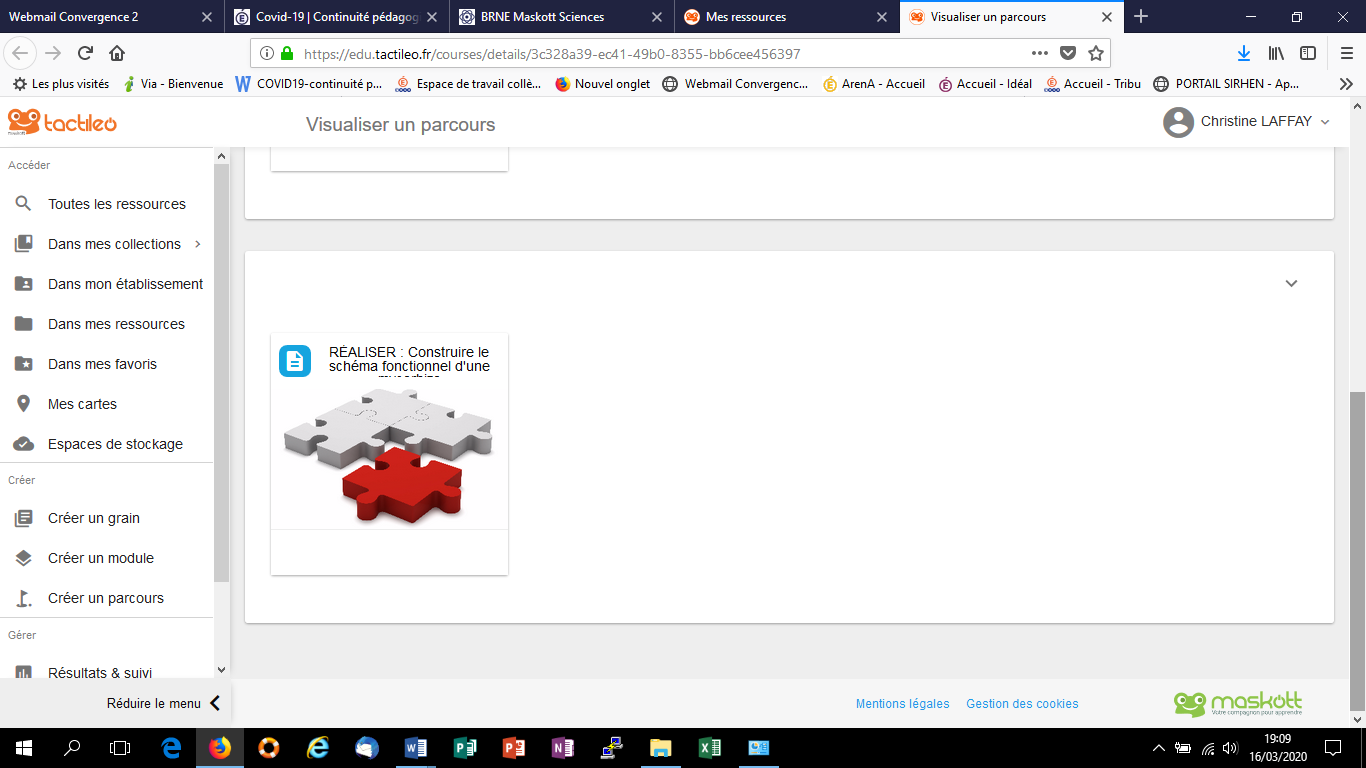 Webmail Convergence 2
Covid-19 | Continuité pédagog
BRNE Maskott Sciences
Mes ressources
Visualiser un parcours
https://edu.tactileo.fr/courses/details/3c328a39-ec41-49b0-8355-bb6cee456397
Les plus visités
Via - Bienvenue
COVID19-continuité p...
Espace de travail collè...
Nouvel onglet
Webmail Convergenc...
ArenA - Accueil
Accueil - Idéal
Accueil - Tribu
PORTAIL SIRHEN - Ap...
tactileo
Visualiser un parcours
Christine LAFFAY
Accéder
Toutes les ressources
Dans mes collections
Dans mon établissement
Dans mes ressources
Dans mes favoris
Mes cartes
Espaces de stockage
Créer
Créer un grain
Créer un module
Créer un parcours
Gérer
Résultats & suivi
Réduire le menu
RÉALISER : Construire le
schéma fonctionnel d'une
Mentions légales
Gestion des cookies
maskott
Votre compagnon pour apprendre
19:09
16/03/2020